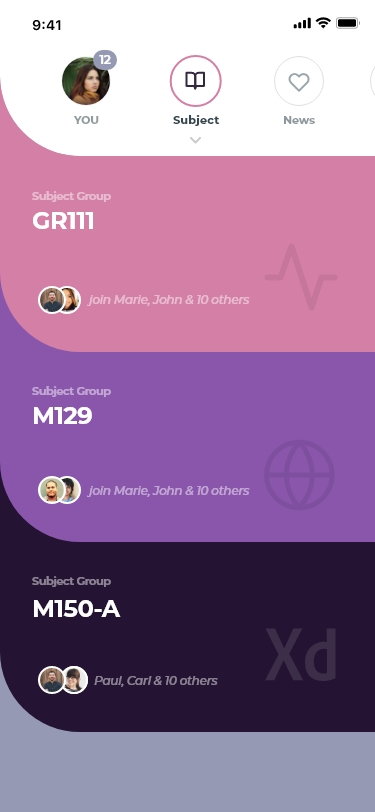 9:41
12
YOU
Subject
News
Subject Group
GR111
join Marie, John & 10 others
Subject Group
M129
join Marie, John & 10 others
Subject Group
M150-A
Xd
Paul, Carl & 10 others